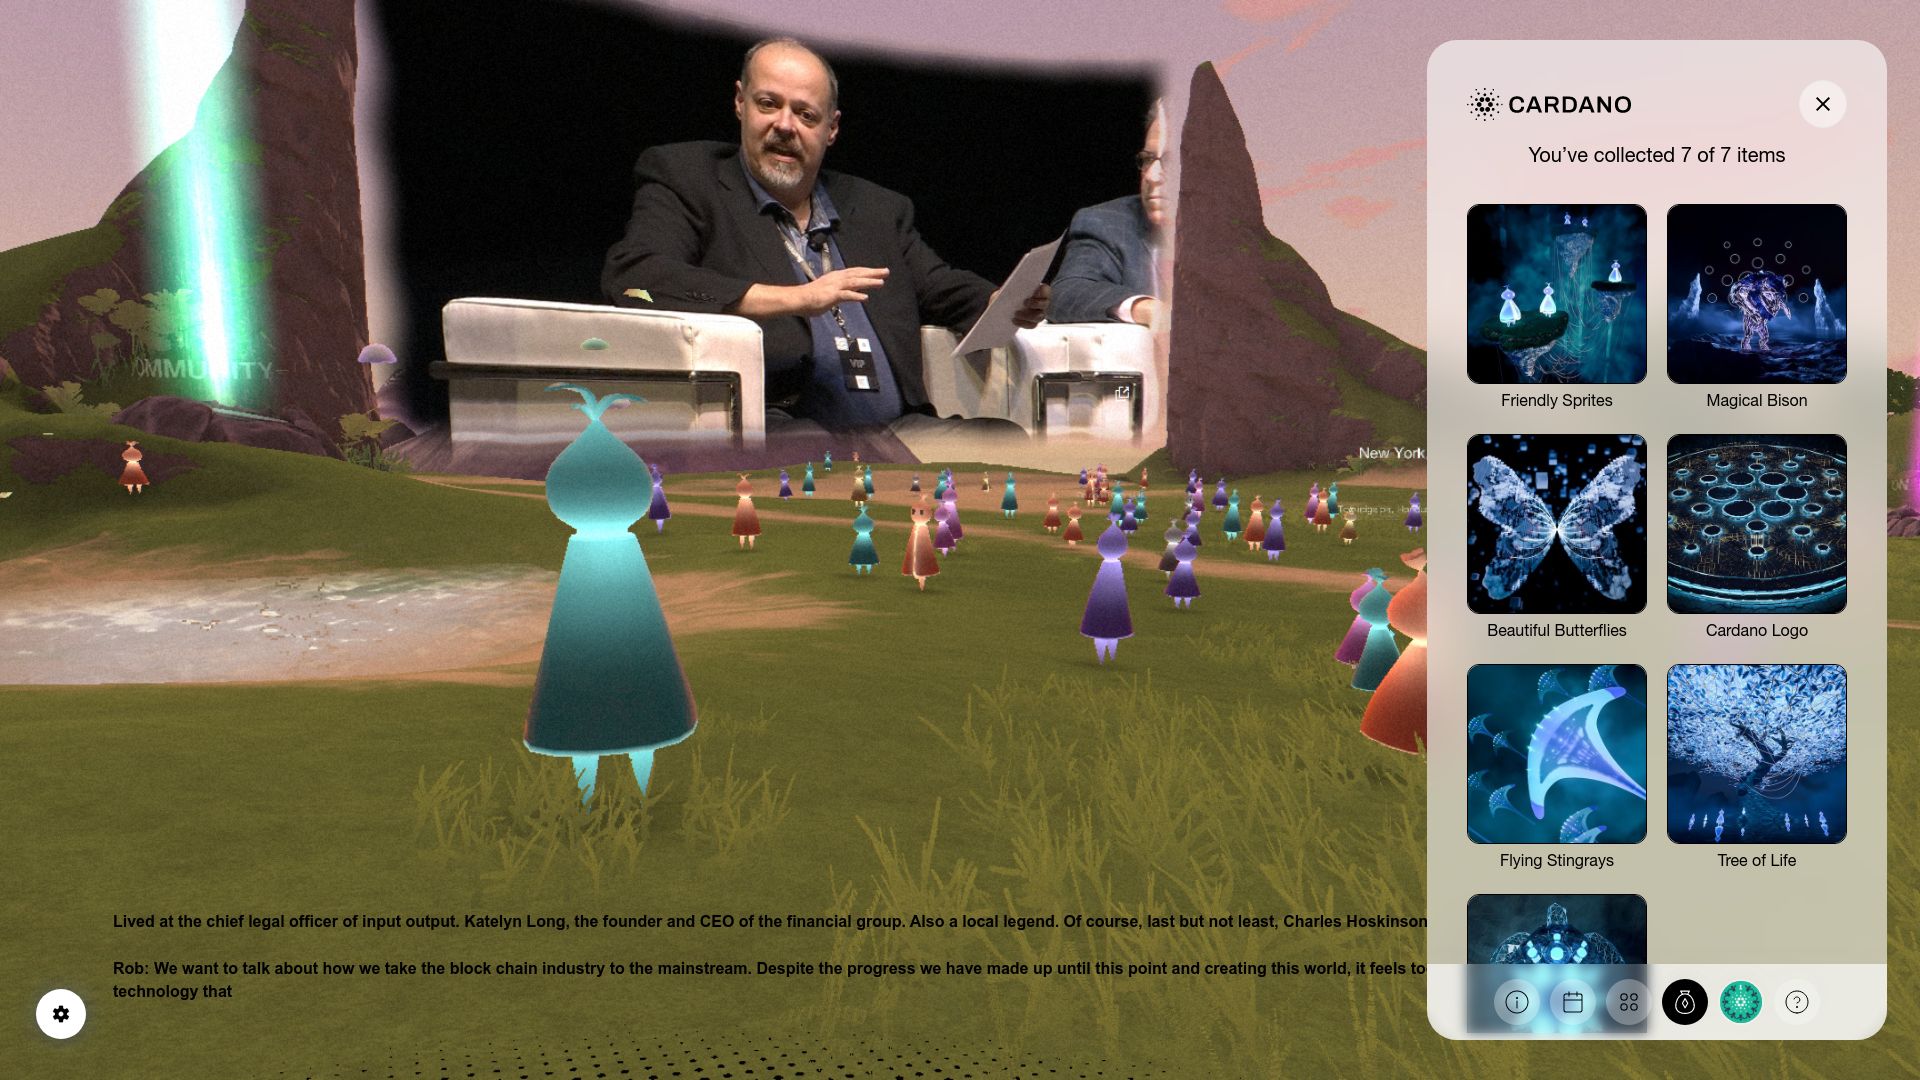 CARDANO
You’ve collected 7 of 7 items
Friendly Sprites
Magical Bison
Beautiful Butterflies
Cardano Logo
Flying Stingrays
Tree of Life
VIP
MMUNITY
New York
Lived at the chief legal officer of input output. Katelyn Long, the founder and CEO of the financial group. Also a local legend. Of course, last but not least, Charles Hoskinson
Rob: We want to talk about how we take the block chain industry to the mainstream. Despite the progress we have made up until this point and creating this world, it feels to
technology that